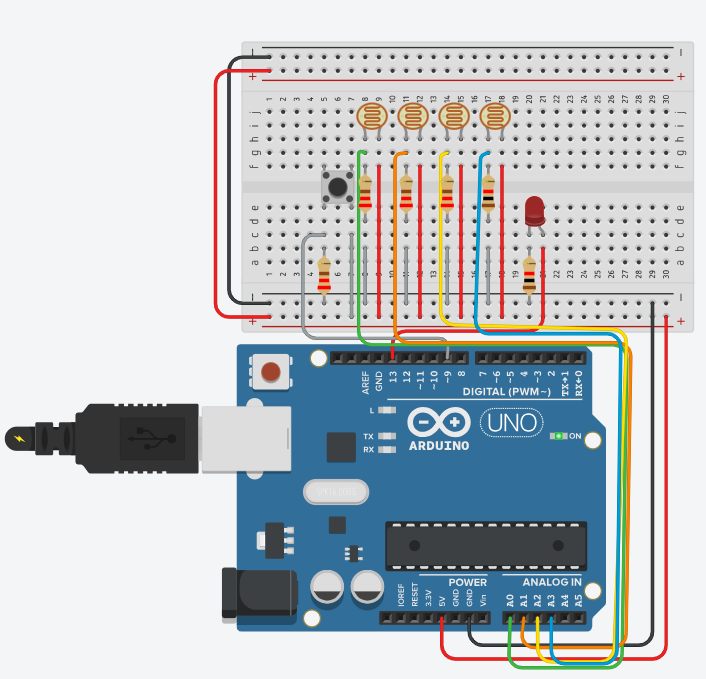 − −
+ +
1 2 3 4 5 6 7 8 9 10 11 12 13 14 15 16 17 18 19 20 21 22 23 24 25 26 27 28 29 30
j j
i i
h h
g g
f f
e e
d d
c c
b b
a a
1 2 3 4 5 6 7 8 9 10 11 12 13 14 15 16 17 18 19 20 21 22 23 24 25 26 27 28 29 30
− −
+ +
AREF GND 13 12 ~11 ~10 ~9 8 7 ~6 ~5 4 ~3 2 TX→1 RX←0
DIGITAL (PWM~)
L
TX
RX
ARDUINO
UNO
ON
POWER
ANALOG IN
IOREF RESET 3.3V 5V GND GND Vin A0 A1 A2 A3 A4 A5